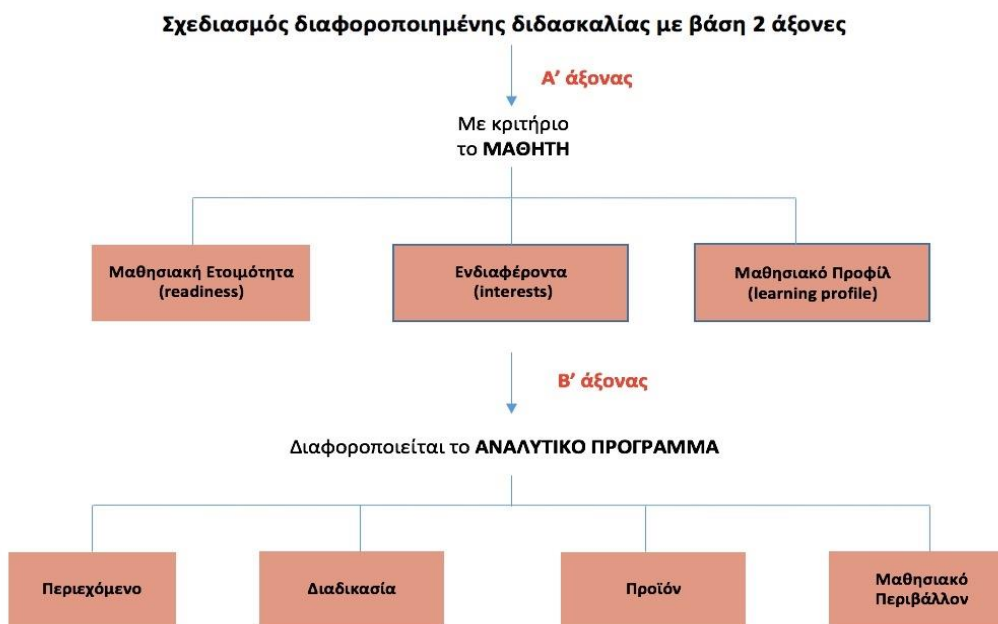 Σχεδιασμός διαφοροποιημένης διδασκαλίας με βάση 2 άξονες
Α’ άξονας
Με κριτήριο
το ΜΑΘΗΤΗ
Μαθησιακή Ετοιμότητα
(readiness)
Ενδιαφέροντα
(interests)
Μαθησιακό Προφίλ
(learning profile)
Β’ άξονας
Διαφοροποιείται το ΑΝΑΛΥΤΙΚΟ ΠΡΟΓΡΑΜΜΑ
Περιεχόμενο
Διαδικασία
Προϊόν
Μαθησιακό
Περιβάλλον